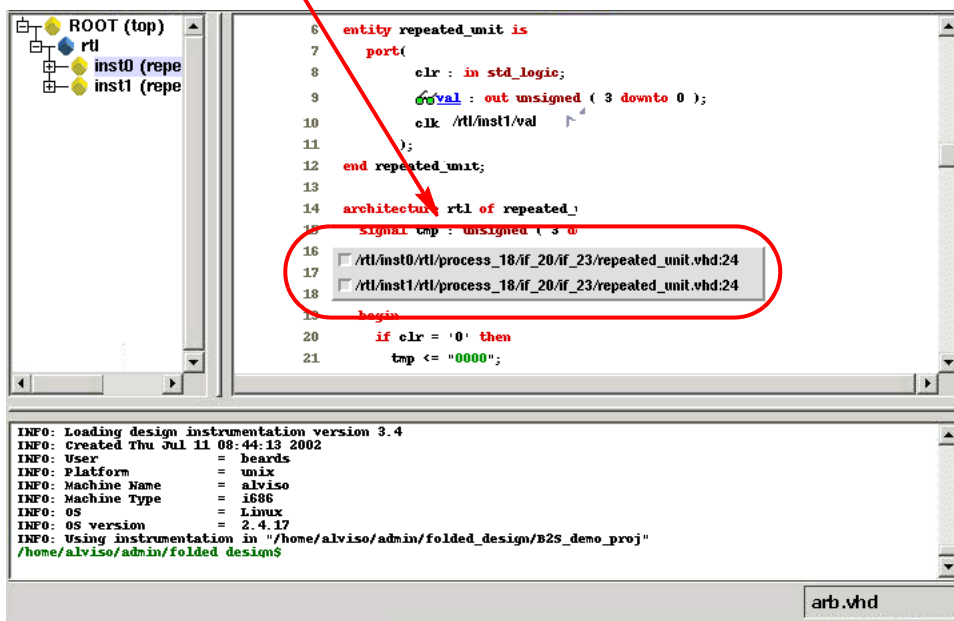 ROOT (top)
rtl
inst0 (repe
inst1 (repe
6 entity repeated_unit is
7 port(
8 clr : in std_logic;
9 val : out unsigned ( 3 downto 0 );
10 clk /rtl/inst1/val
11 );
12 end repeated_unit;
13
14 architecture rtl of repeated_
15 signal tmp : unsigned ( 3 d
16 /rtl/inst0/rtl/process_18/if_20/if_23/repeated_unit.vhd:24
17 /rtl/inst1/rtl/process_18/if_20/if_23/repeated_unit.vhd:24
18
19 begin
20 if clr = '0' then
21 tmp <= "0000";
INFO: Loading design instrumentation version 3.4
INFO: Created Thu Jul 11 08:44:13 2002
INFO: User = beards
INFO: Platform = unix
INFO: Machine Name = alviso
INFO: Machine Type = i686
INFO: OS = Linux
INFO: OS version = 2.4.17
INFO: Using instrumentation in "/home/alviso/admin/folded_design/B2S_demo_proj"
/home/alviso/admin/folded_design$
arb.vhd